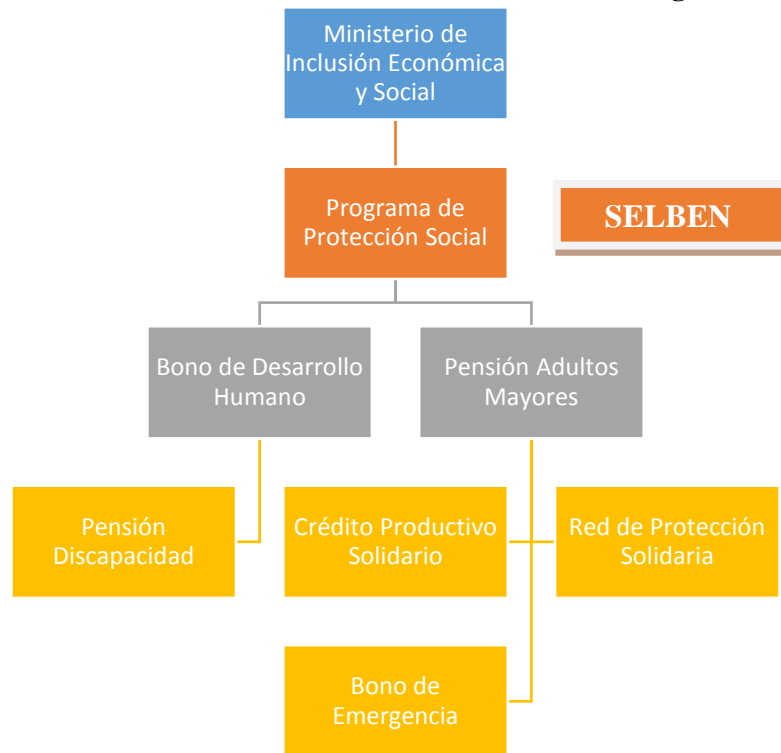 Ministerio de
Inclusión Económica
y Social
Programa de
Protección Social
SELBEN
Bono de Desarrollo
Humano
Pensión Adultos
Mayores
Pensión
Discapacidad
Crédito Productivo
Solidario
Red de Protección
Solidaria
Bono de
Emergencia